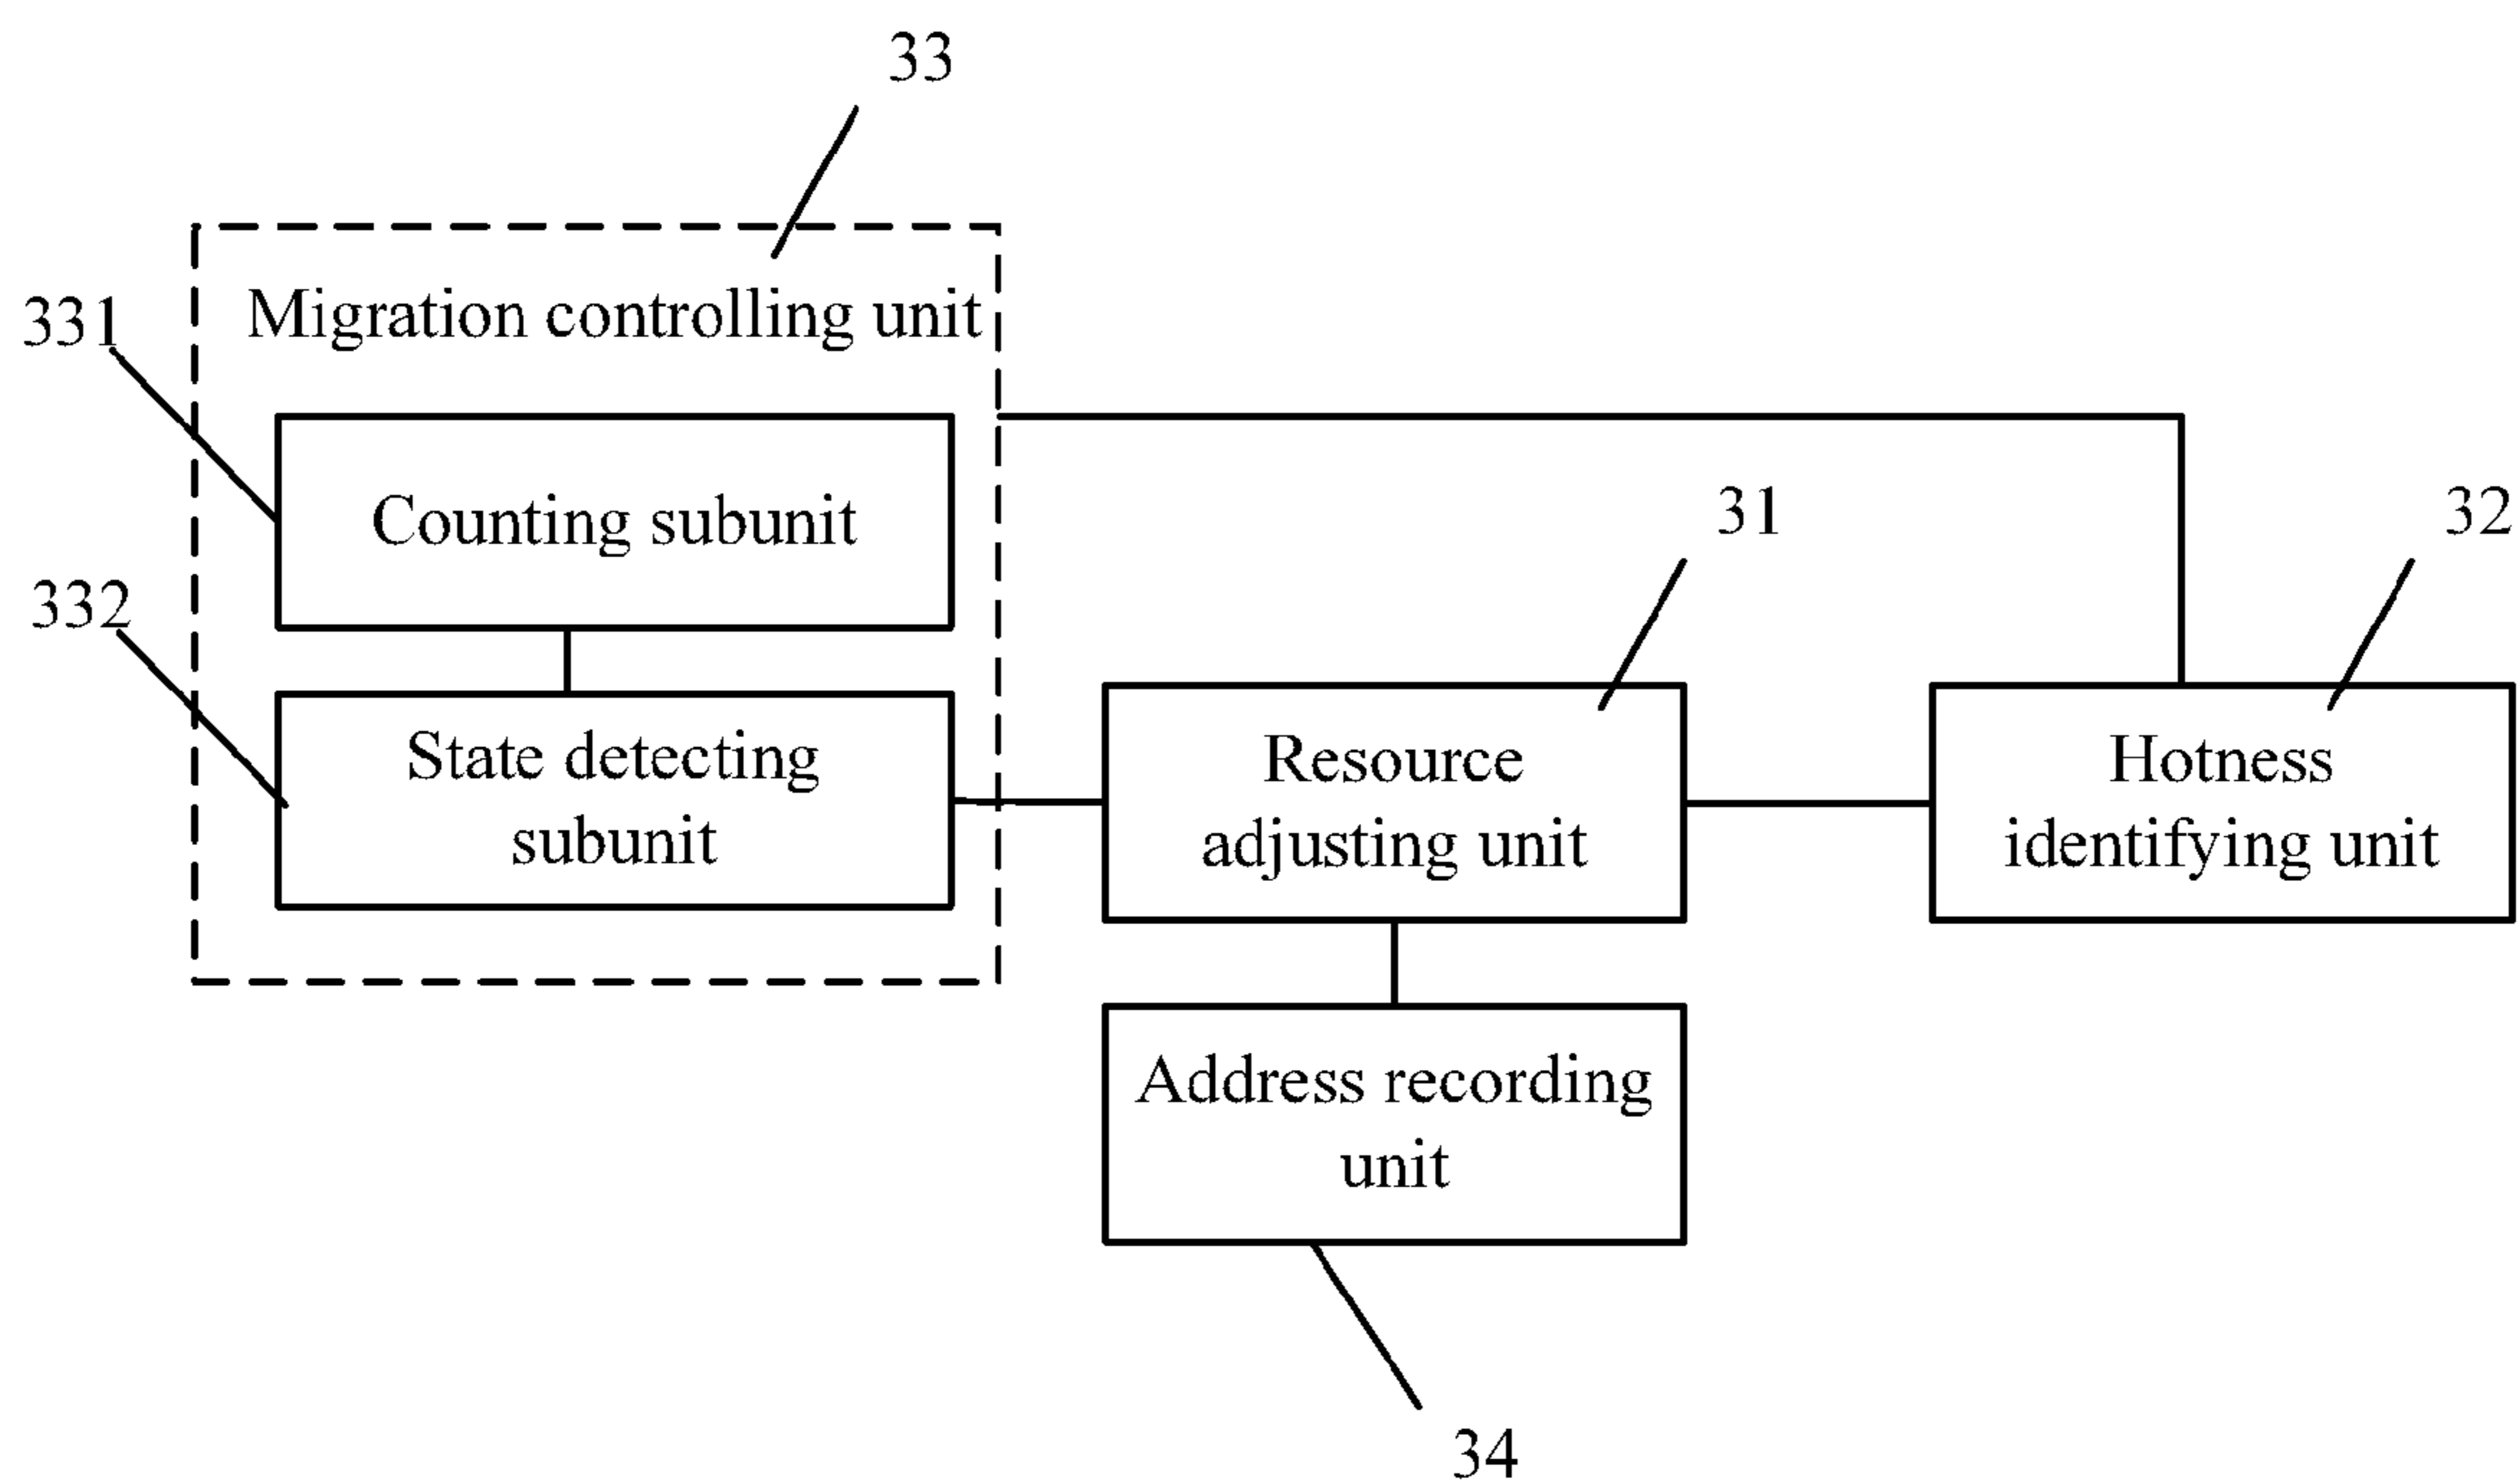 33
Migration controlling unit
331
Counting subunit
31
32
332
State detecting
subunit
Resource
adjusting unit
Hotness
identifying unit
Address recording
unit
34